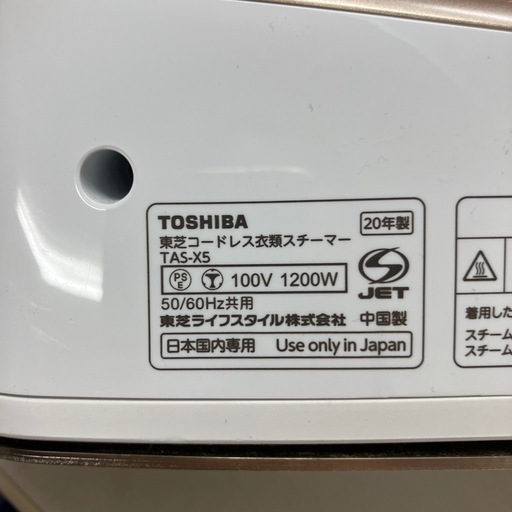 TOSHIBA 20年製
東芝コードレス衣類スチーマー
TAS-X5
PS E 100V 1200W
50/60Hz共用
S JET
東芝ライフスタイル株式会社 中国製
日本国内専用 Use only in Japan
着用した
スチーム
スチーム